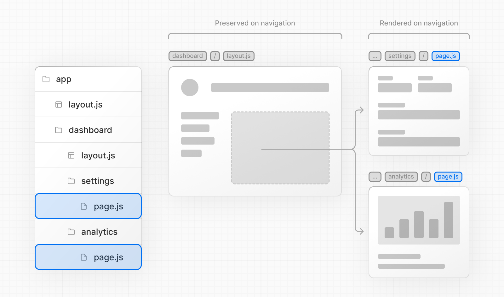 Preserved on navigation
Rendered on navigation
dashboard / layout.js
... settings / page.js
app
layout.js
dashboard
layout.js
settings
page.js
analytics
page.js
... analytics / page.js